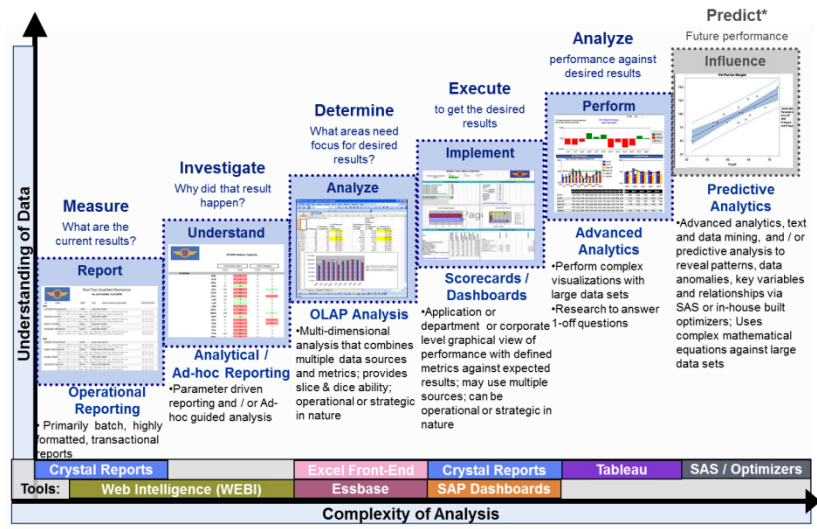 Predict*
Future performance
Influence
Analyze
performance against
desired results
Perform
Execute
to get the desired
results
Implement
Determine
What areas need
focus for desired
results?
Analyze
Investigate
Why did that result
happen?
Understand
Measure
What are the
current results?
Report
Understanding of Data
Operational
Reporting
• Primarily batch, highly
formatted, transactional
reports
Analytical /
Ad-hoc Reporting
•Parameter driven
reporting and / or Ad-
hoc guided analysis
OLAP Analysis
•Multi-dimensional
analysis that combines
multiple data sources
and metrics; provides
slice & dice ability;
operational or strategic
in nature
Scorecards /
Dashboards
•Application or
department or corporate
level graphical view of
performance with defined
metrics against expected
results; may use multiple
sources; can be
operational or strategic in
nature
Advanced
Analytics
•Perform complex
visualizations with
large data sets
•Research to answer
1-off questions
Predictive
Analytics
•Advanced analytics, text
and data mining, and / or
predictive analysis to
reveal patterns, data
anomalies, key variables
and relationships via
SAS or in-house built
optimizers; Uses
complex mathematical
equations against large
data sets
Crystal Reports
Excel Front-End
Crystal Reports
Tableau
SAS / Optimizers
Tools:
Web Intelligence (WEBI)
Essbase
SAP Dashboards
Complexity of Analysis